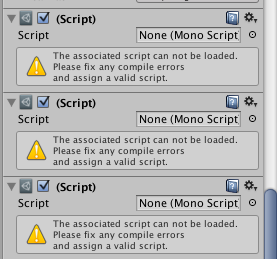 (Script)
Script None (Mono Script
The associated script can not be loaded.
Please fix any compile errors
and assign a valid script.
(Script)
Script None (Mono Script
The associated script can not be loaded.
Please fix any compile errors
and assign a valid script.
(Script)
Script None (Mono Script
The associated script can not be loaded.
Please fix any compile errors
and assign a valid script.